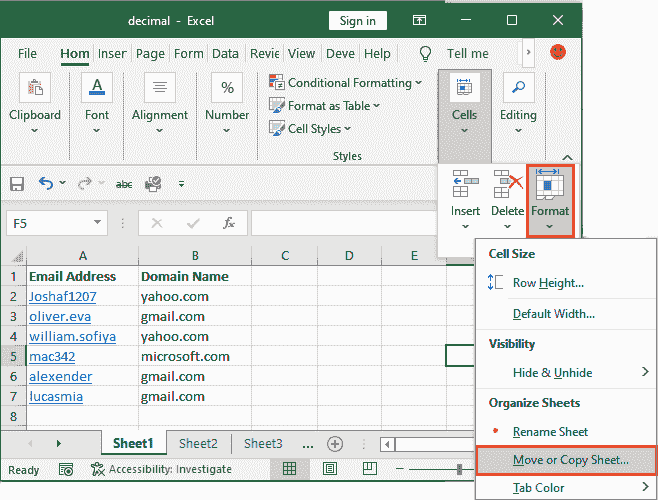 decimal - Excel
Sign in
File Hom Inser Page Form Data Revie View Deve Help Tell me
Clipboard Font Alignment Number
Conditional Formatting
Format as Table
Cell Styles
Styles
Cells Editing
abc
Insert Delete Format
F5
fx
A B C D E
1 Email Address Domain Name
2 Joshaf1207 yahoo.com
3 oliver.eva gmail.com
4 william.sofiya yahoo.com
5 mac342 microsoft.com
6 alexender gmail.com
7 lucasmia gmail.com
8
Cell Size
Row Height...
Default Width...
Visibility
Hide & Unhide
Organize Sheets
Rename Sheet
Move or Copy Sheet...
Tab Color
Sheet1 Sheet2 Sheet3 ...
Ready Accessibility: Investigate